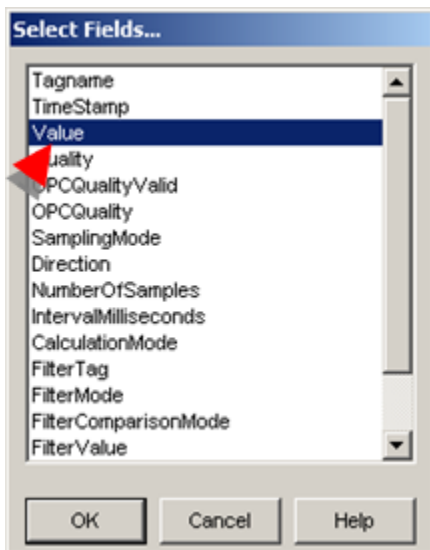 Select Fields...
Tagname
TimeStamp
Value
uality
OPCQualityValid
OPCQuality
SamplingMode
Direction
NumberOfSamples
IntervalMilliseconds
CalculationMode
FilterTag
FilterMode
FilterComparisonMode
FilterValue
OK Cancel Help